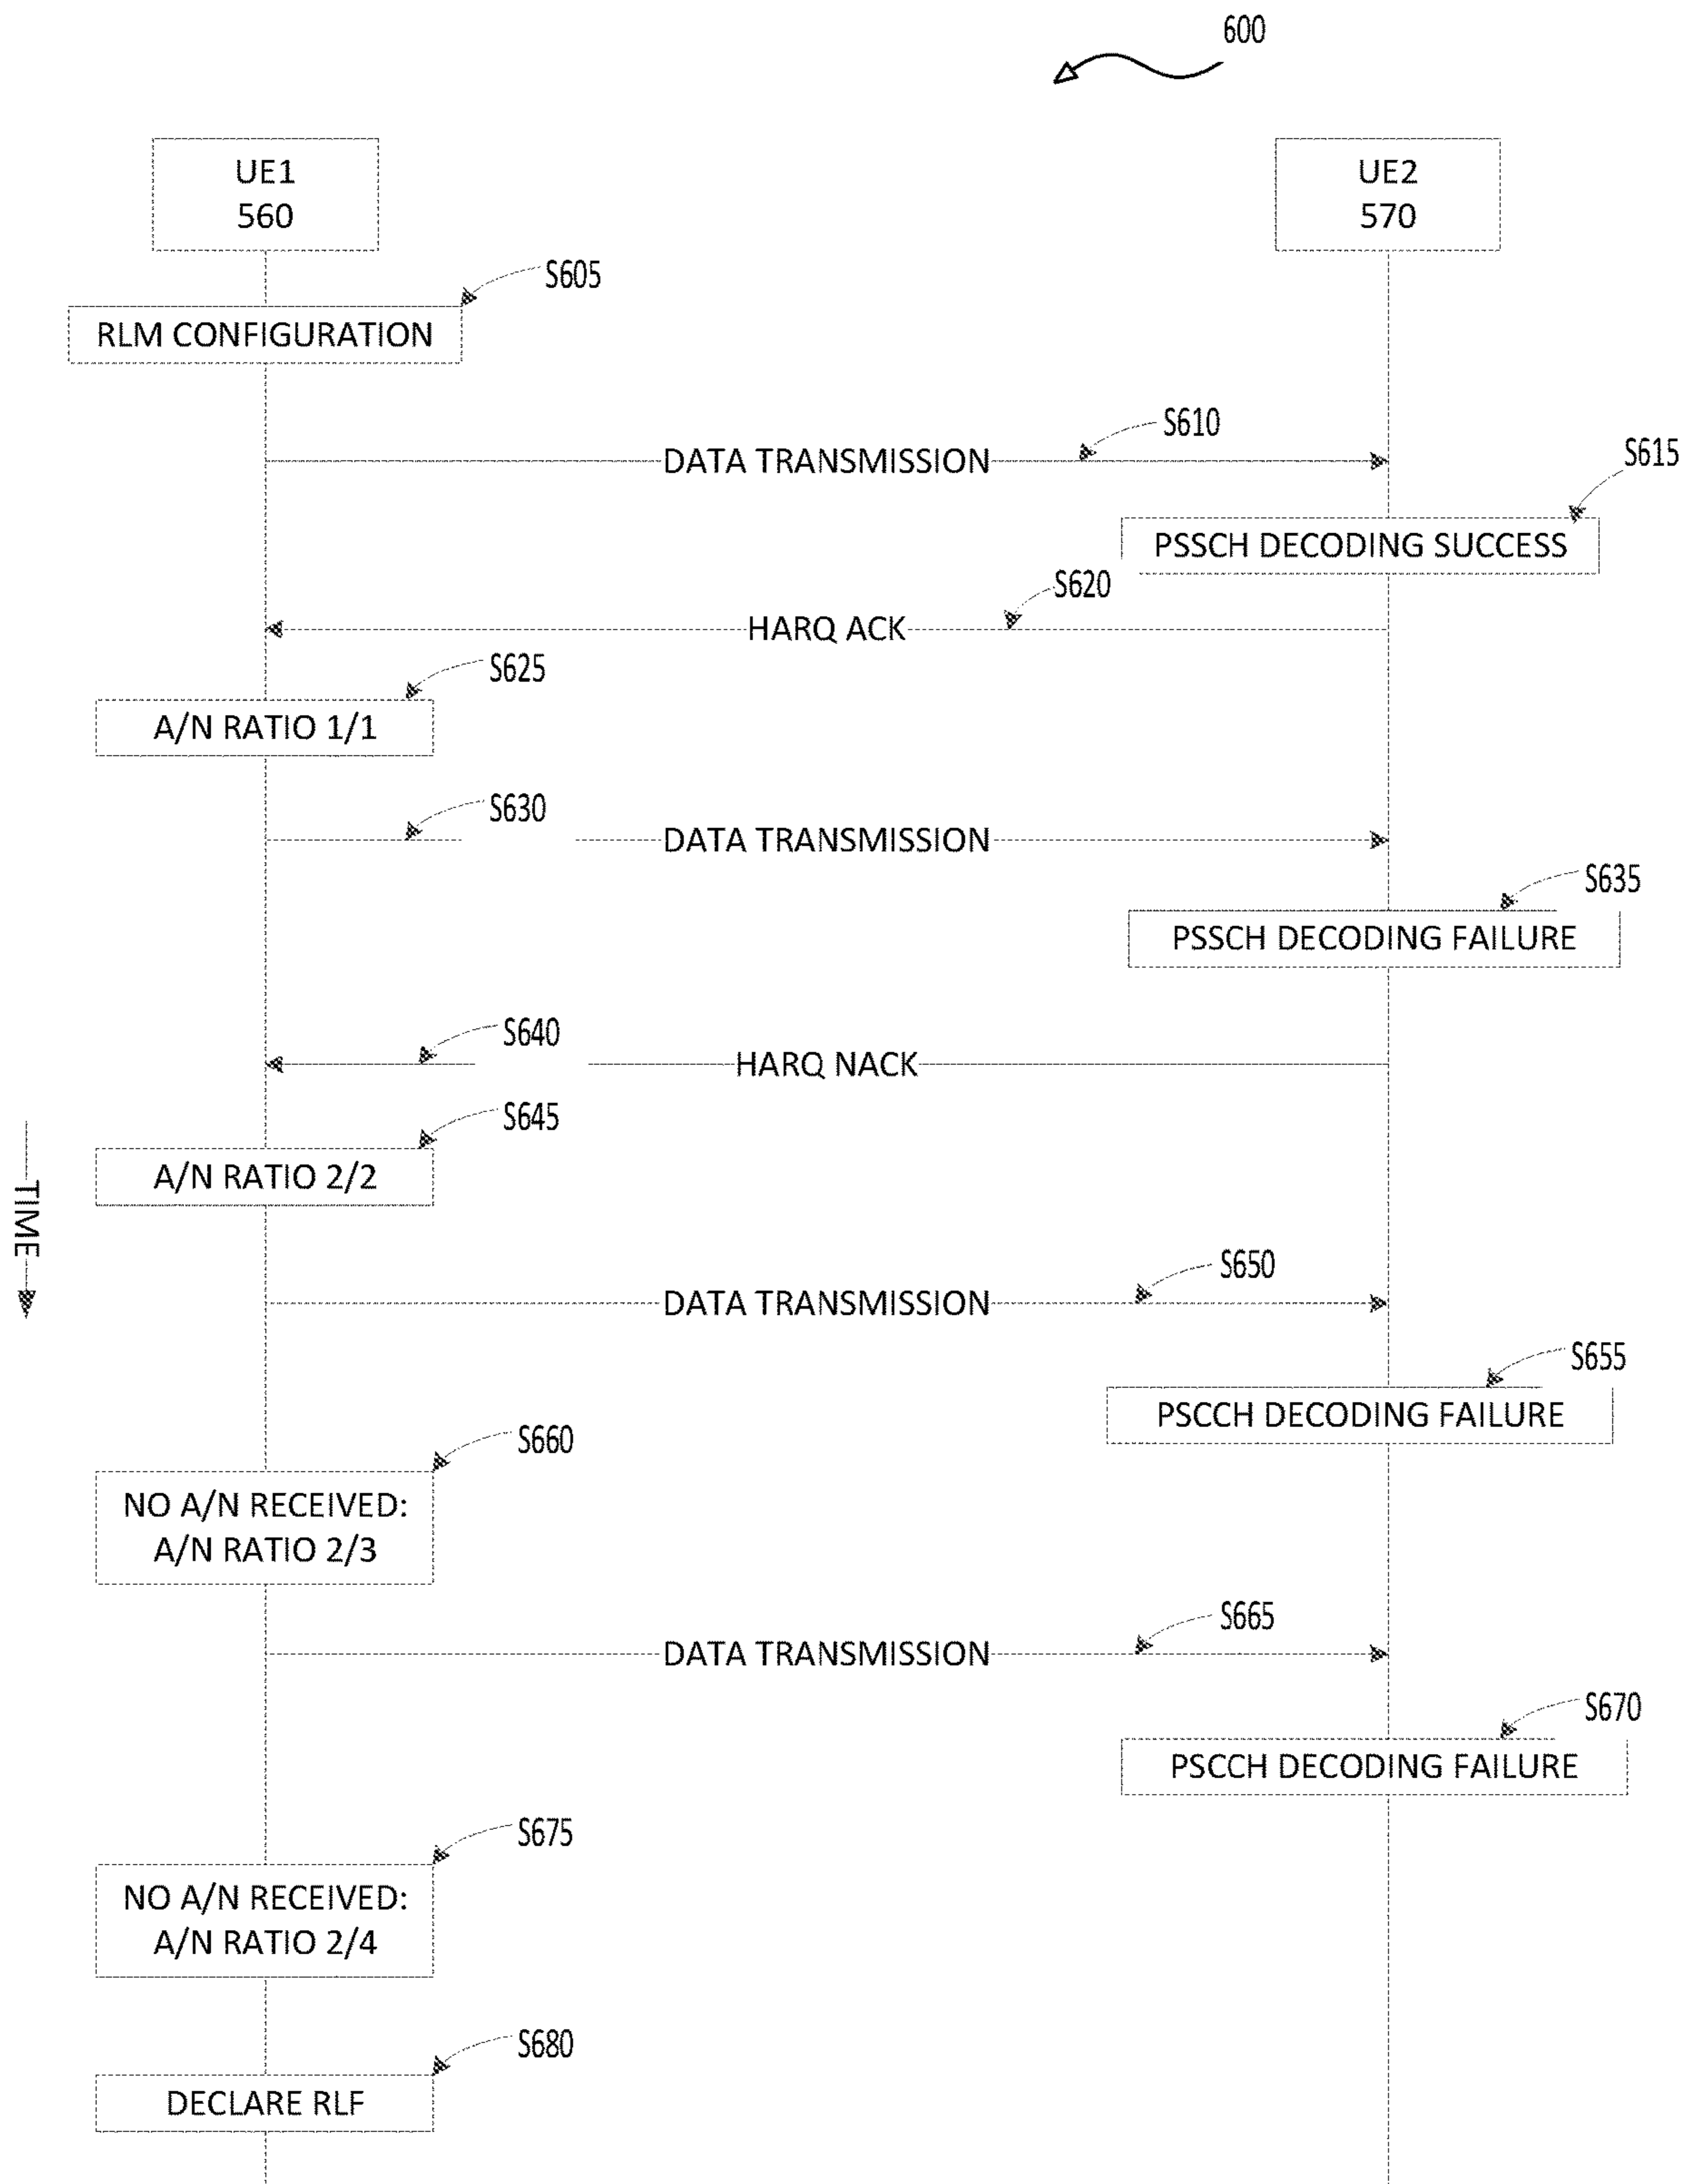 600
UE1
560
UE2
570
S605
RLM CONFIGURATION
S610
DATA TRANSMISSION
S615
PSSCH DECODING SUCCESS
S620
HARQ ACK
S625
A/N RATIO 1/1
S630
DATA TRANSMISSION
S635
PSSCH DECODING FAILURE
S640
HARQ NACK
S645
A/N RATIO 2/2
TIME
S650
DATA TRANSMISSION
S655
PSCCH DECODING FAILURE
S660
NO A/N RECEIVED:
A/N RATIO 2/3
S665
DATA TRANSMISSION
S670
PSCCH DECODING FAILURE
S675
NO A/N RECEIVED:
A/N RATIO 2/4
S680
DECLARE RLF